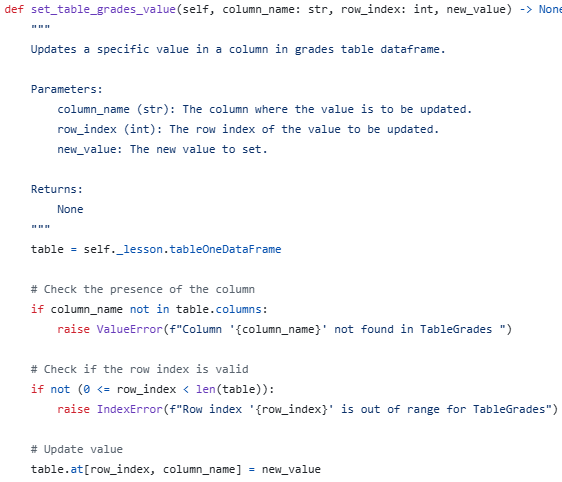 def set_table_grades_value(self, column_name: str, row_index: int, new_value) -> None
"""
Updates a specific value in a column in grades table dataframe.
Parameters:
column_name (str): The column where the value is to be updated.
row_index (int): The row index of the value to be updated.
new_value: The new value to set.
Returns:
None
"""
table = self._lesson.tableOneDataFrame
# Check the presence of the column
if column_name not in table.columns:
raise ValueError(f"Column '{column_name}' not found in TableGrades ")
# Check if the row index is valid
if not (0 <= row_index < len(table)):
raise IndexError(f"Row index '{row_index}' is out of range for TableGrades")
# Update value
table.at[row_index, column_name] = new_value